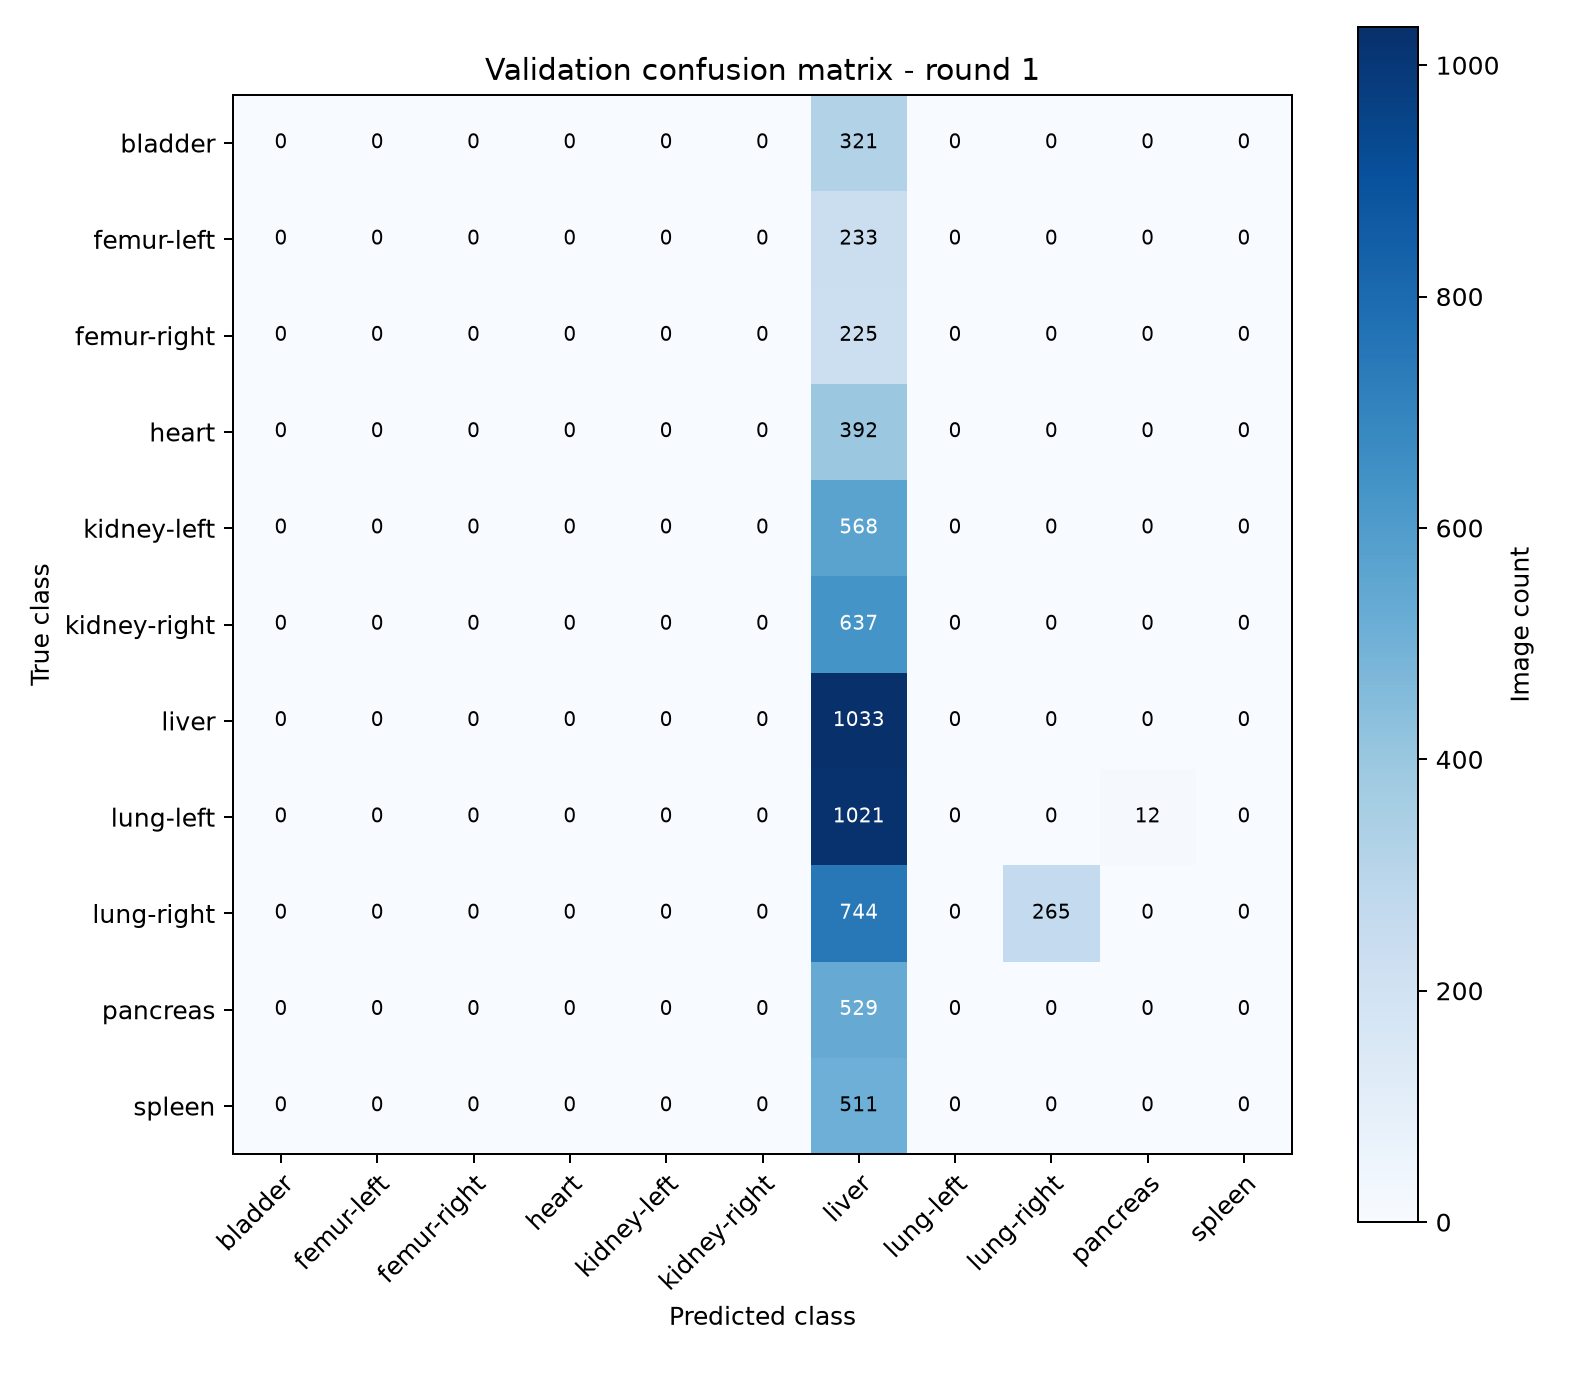 Validation confusion matrix - round 1
bladder 0 0 0 0 0 0 321 0 0 0 0
femur-left 0 0 0 0 0 0 233 0 0 0 0
femur-right 0 0 0 0 0 0 225 0 0 0 0
heart 0 0 0 0 0 0 392 0 0 0 0
kidney-left 0 0 0 0 0 0 568 0 0 0 0
kidney-right 0 0 0 0 0 0 637 0 0 0 0
liver 0 0 0 0 0 0 1033 0 0 0 0
lung-left 0 0 0 0 0 0 1021 0 0 12 0
lung-right 0 0 0 0 0 0 744 0 265 0 0
pancreas 0 0 0 0 0 0 529 0 0 0 0
spleen 0 0 0 0 0 0 511 0 0 0 0
bladder femur-left femur-right heart kidney-left kidney-right liver lung-left lung-right pancreas spleen
Predicted class
True class
1000
800
600
400
200
0
Image count